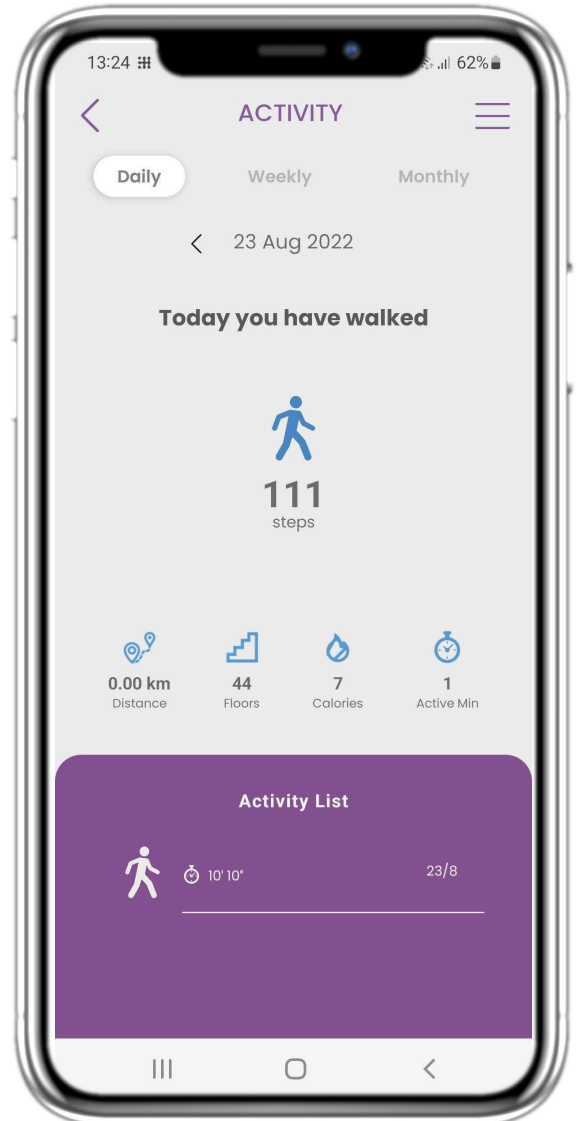 13:24 62%
ACTIVITY
Daily Weekly Monthly
23 Aug 2022
Today you have walked
111
steps
0.00 km 44 7 1
Distance Floors Calories Active Min
Activity List
10' 10" 23/8